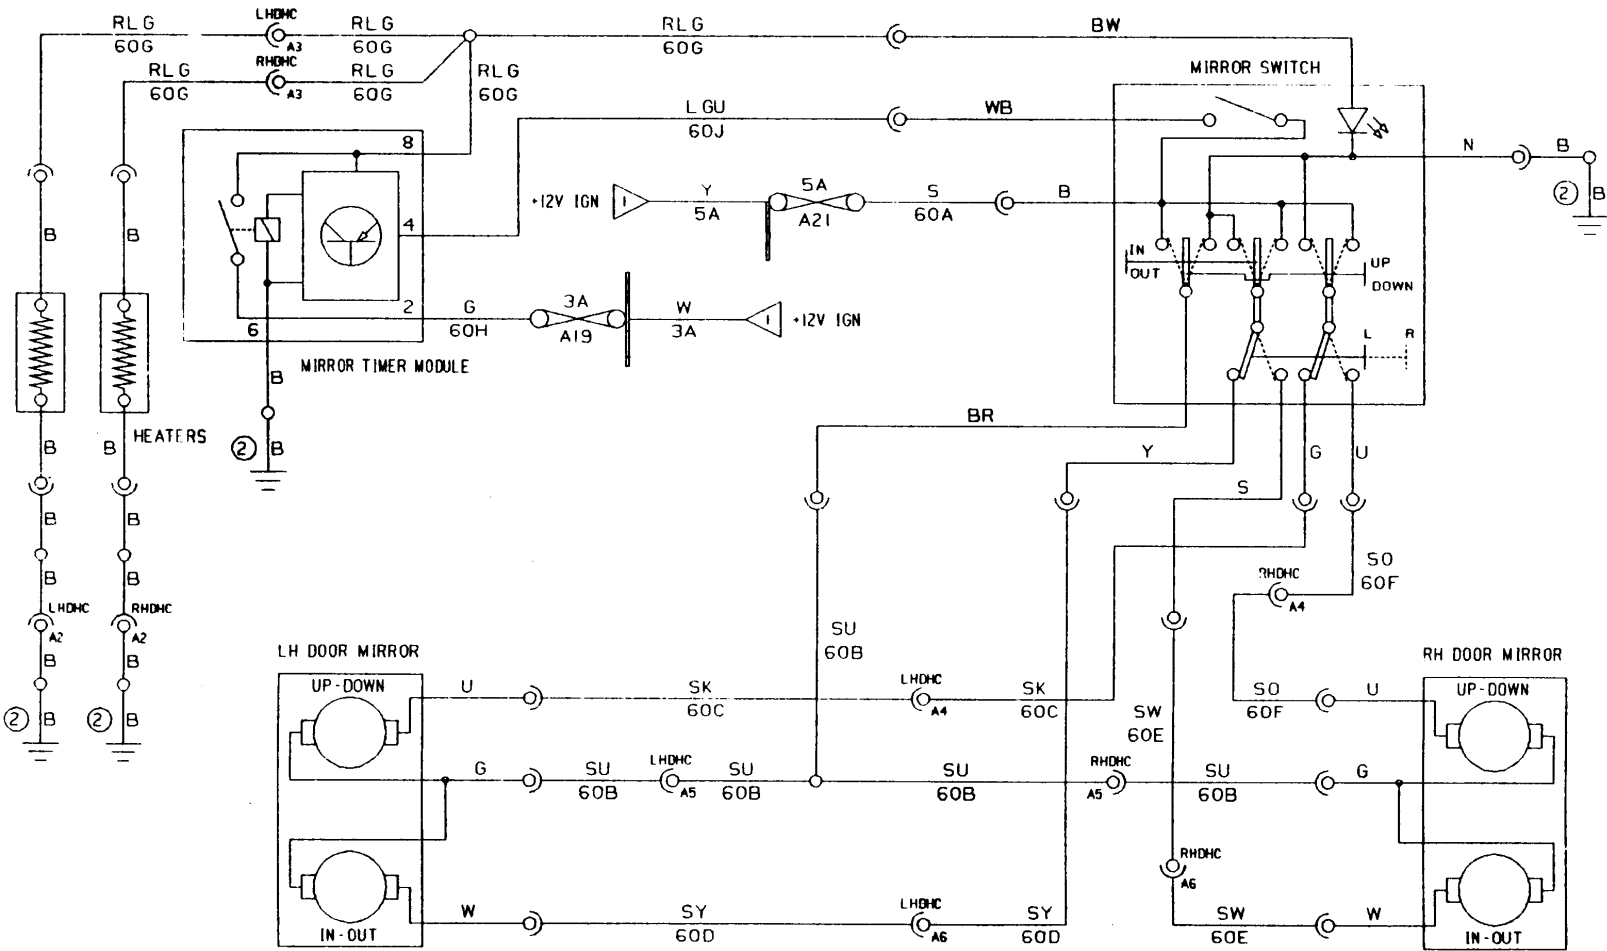 LHDHC
RLG
60G
RLG
60G
A3
RLG
60G
BW
RHDHC
RLG
60G
RLG
60G
A3
RLG
60G
MIRROR SWITCH
LGU
60J
WB
8
N
B
2
B
+12V IGN
1
Y
5A
5A
A21
S
60A
B
4
B
B
IN
OUT
UP
DOWN
2
6
G
60H
3A
A19
W
3A
1
+12V IGN
L
R
MIRROR TIMER MODULE
B
HEATERS
2
B
B
B
BR
Y
G
U
S
B
B
B
B
SO
60F
RHDHC
A4
LHDHC
A2
RHDHC
A2
B
B
2
B
2
B
SU
60B
LH DOOR MIRROR
UP-DOWN
U
SK
60C
LHDHC
A4
SK
60C
SW
60E
SO
60F
U
RH DOOR MIRROR
UP-DOWN
G
SU
60B
LHDHC
A5
SU
60B
SU
60B
RHDHC
A5
SU
60B
G
RHDHC
A6
W
SY
60D
LHDHC
A6
SY
60D
SW
60E
W
IN-OUT
IN-OUT